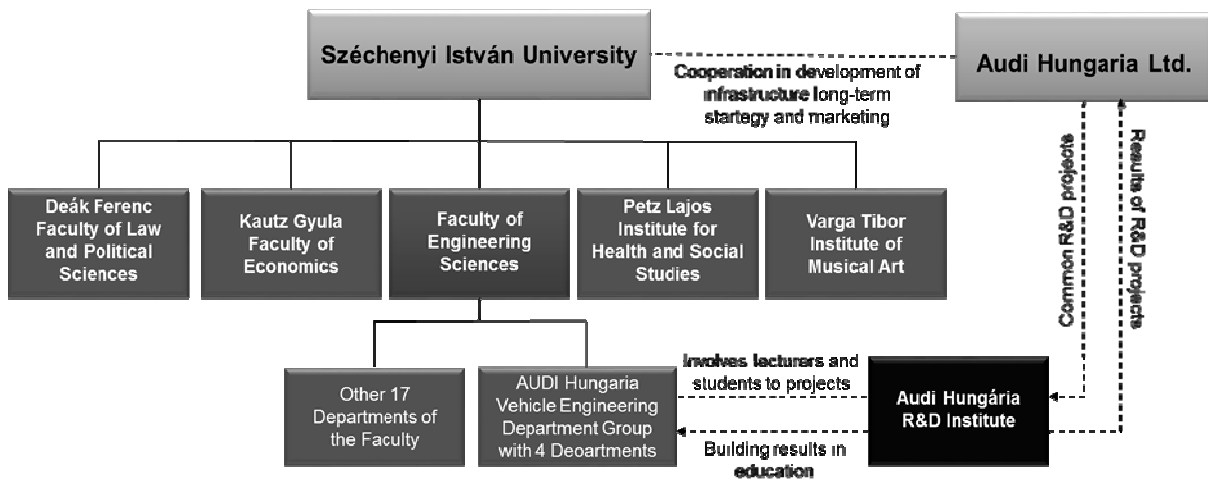 Széchenyi István University
Cooperation in development of
infrastructure long-term
startegy and marketing
Audi Hungaria Ltd.
Common R&D projects
Results of R&D projects
Deák Ferenc
Faculty of Law
and Political
Sciences
Kautz Gyula
Faculty of
Economics
Faculty of
Engineering
Sciences
Petz Lajos
Institute for
Health and Social
Studies
Varga Tibor
Institute of
Musical Art
Other 17
Departments of
the Faculty
AUDI Hungaria
Vehicle Engineering
Department Group
with 4 Deoartments
Involves lecturers and
students to projects
Building results in
education
Audi Hungária
R&D Institute